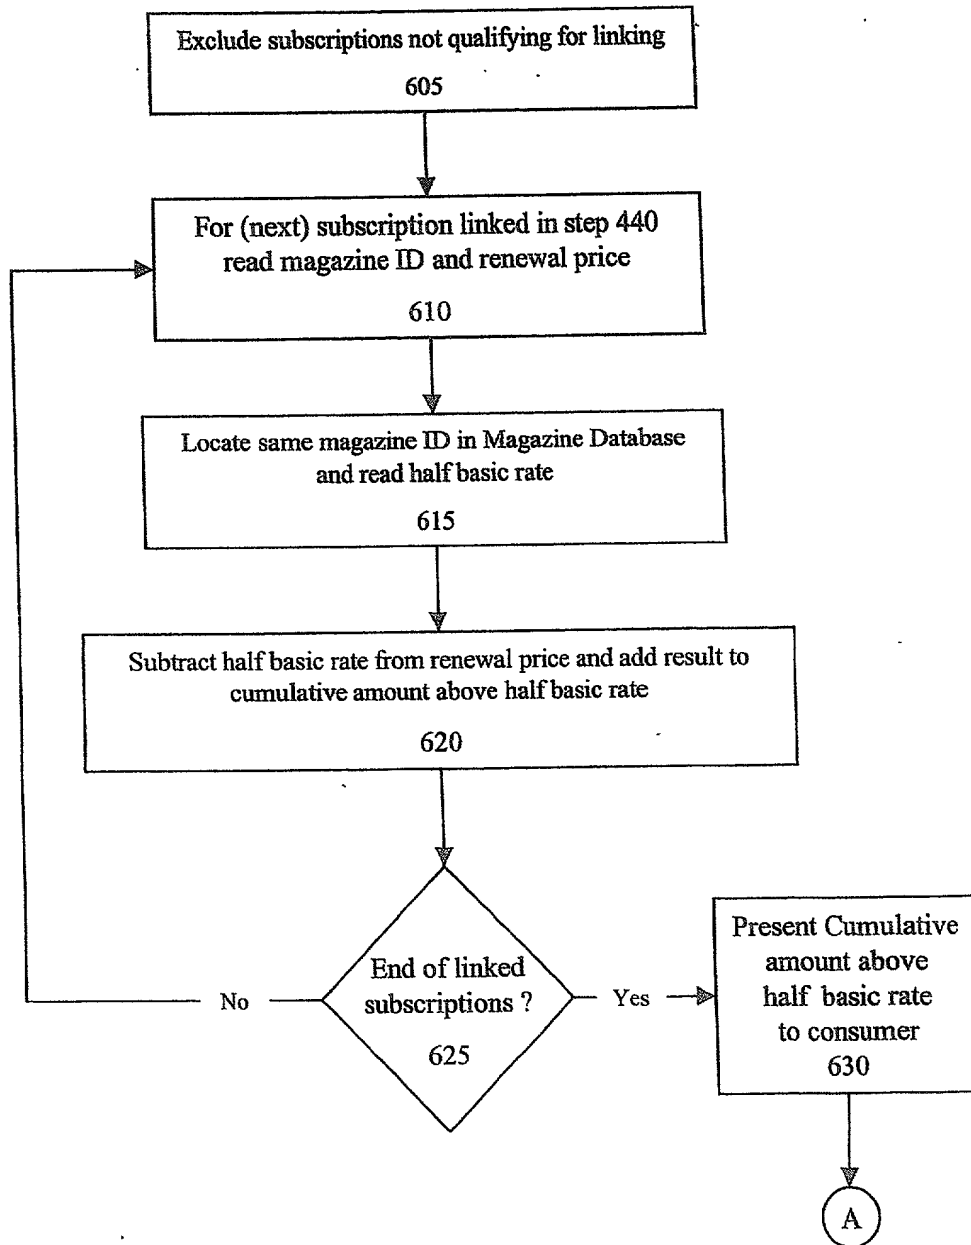 Exclude subscriptions not qualifying for linking
605
For (next) subscription linked in step 440
read magazine ID and renewal price
610
Locate same magazine ID in Magazine Database
and read half basic rate
615
Subtract half basic rate from renewal price and add result to
cumulative amount above half basic rate
620
End of linked
subscriptions ?
625
No
Yes
Present Cumulative
amount above
half basic rate
to consumer
630
A